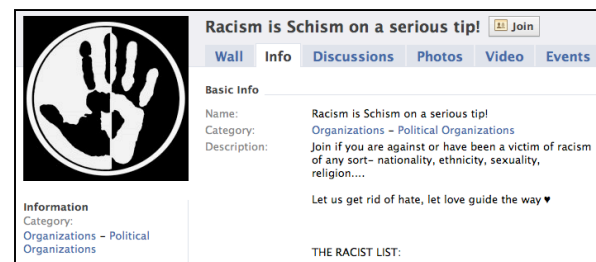 Racism is Schism on a serious tip!
Join
Wall Info Discussions Photos Video Events
Basic Info
Name: Racism is Schism on a serious tip!
Category: Organizations – Political Organizations
Description: Join if you are against or have been a victim of racism
of any sort– nationality, ethnicity, sexuality,
religion....
Let us get rid of hate, let love guide the way ♥
THE RACIST LIST:
Information
Category:
Organizations – Political
Organizations